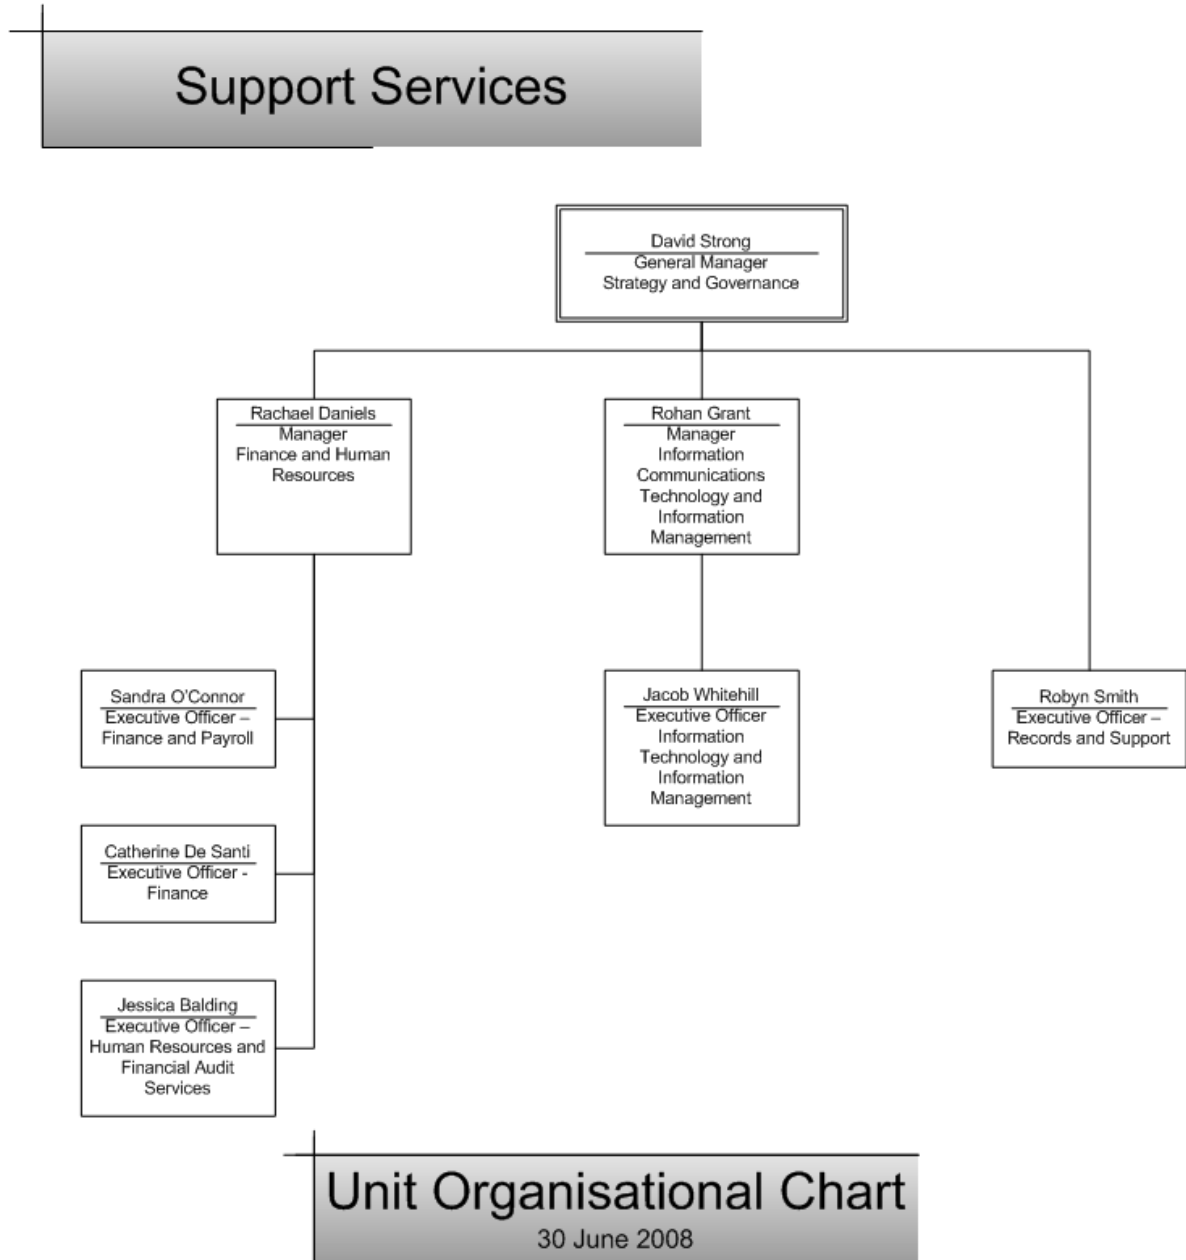 Support Services
David Strong
General Manager
Strategy and Governance
Rachael Daniels
Manager
Finance and Human
Resources
Rohan Grant
Manager
Information
Communications
Technology and
Information
Management
Sandra O'Connor
Executive Officer –
Finance and Payroll
Jacob Whitehill
Executive Officer
Information
Technology and
Information
Management
Robyn Smith
Executive Officer –
Records and Support
Catherine De Santi
Executive Officer -
Finance
Jessica Balding
Executive Officer –
Human Resources and
Financial Audit
Services
Unit Organisational Chart
30 June 2008